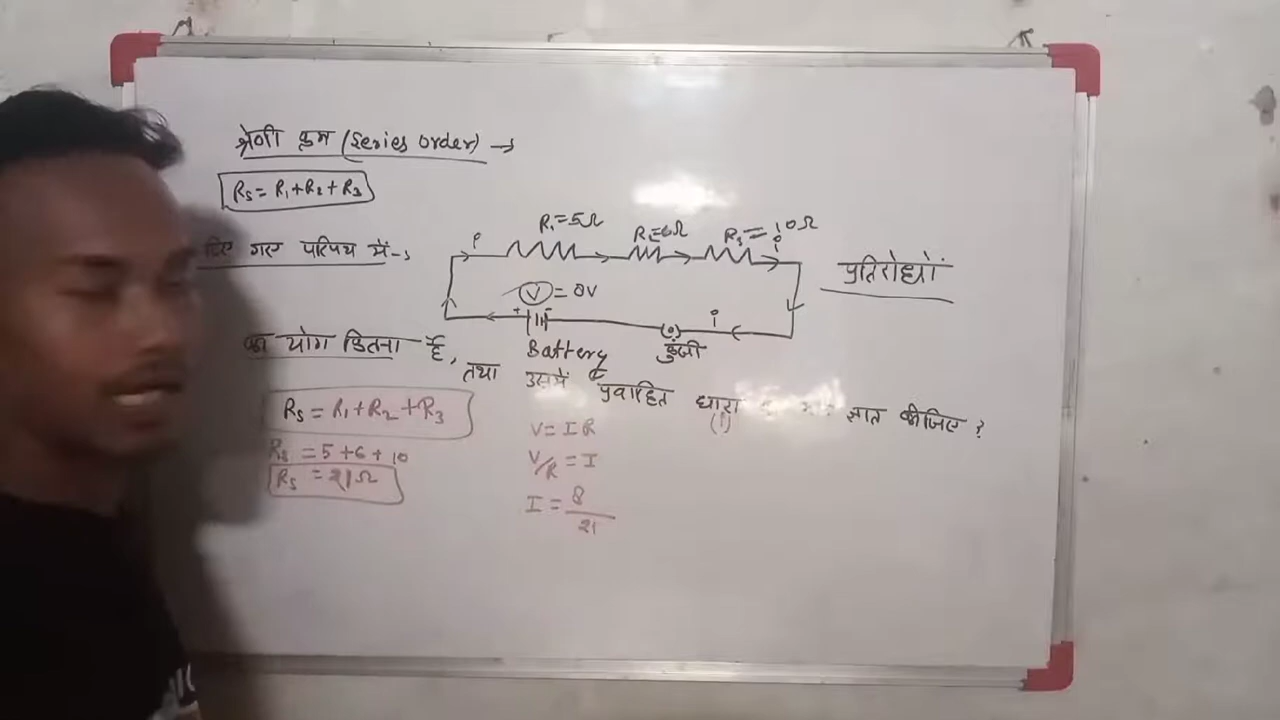 श्रेणी क्रम (Series order) →
Rs = R₁ + R₂ + R₃
दिए गए परिपथ में→
R₁=5Ω
R₂=6Ω
R₃ = 10Ω
i
i
V = 8V
+ -
i
Battery
कुंजी
प्रतिरोधों
का योग कितना है,
तथा उसमें प्रवाहित धारा ज्ञात कीजिए ?
(i)
Rs = R₁ + R₂ + R₃
Rs = 5 + 6 + 10
Rs = 21Ω
V = IR
V/R = I
I = 8/21